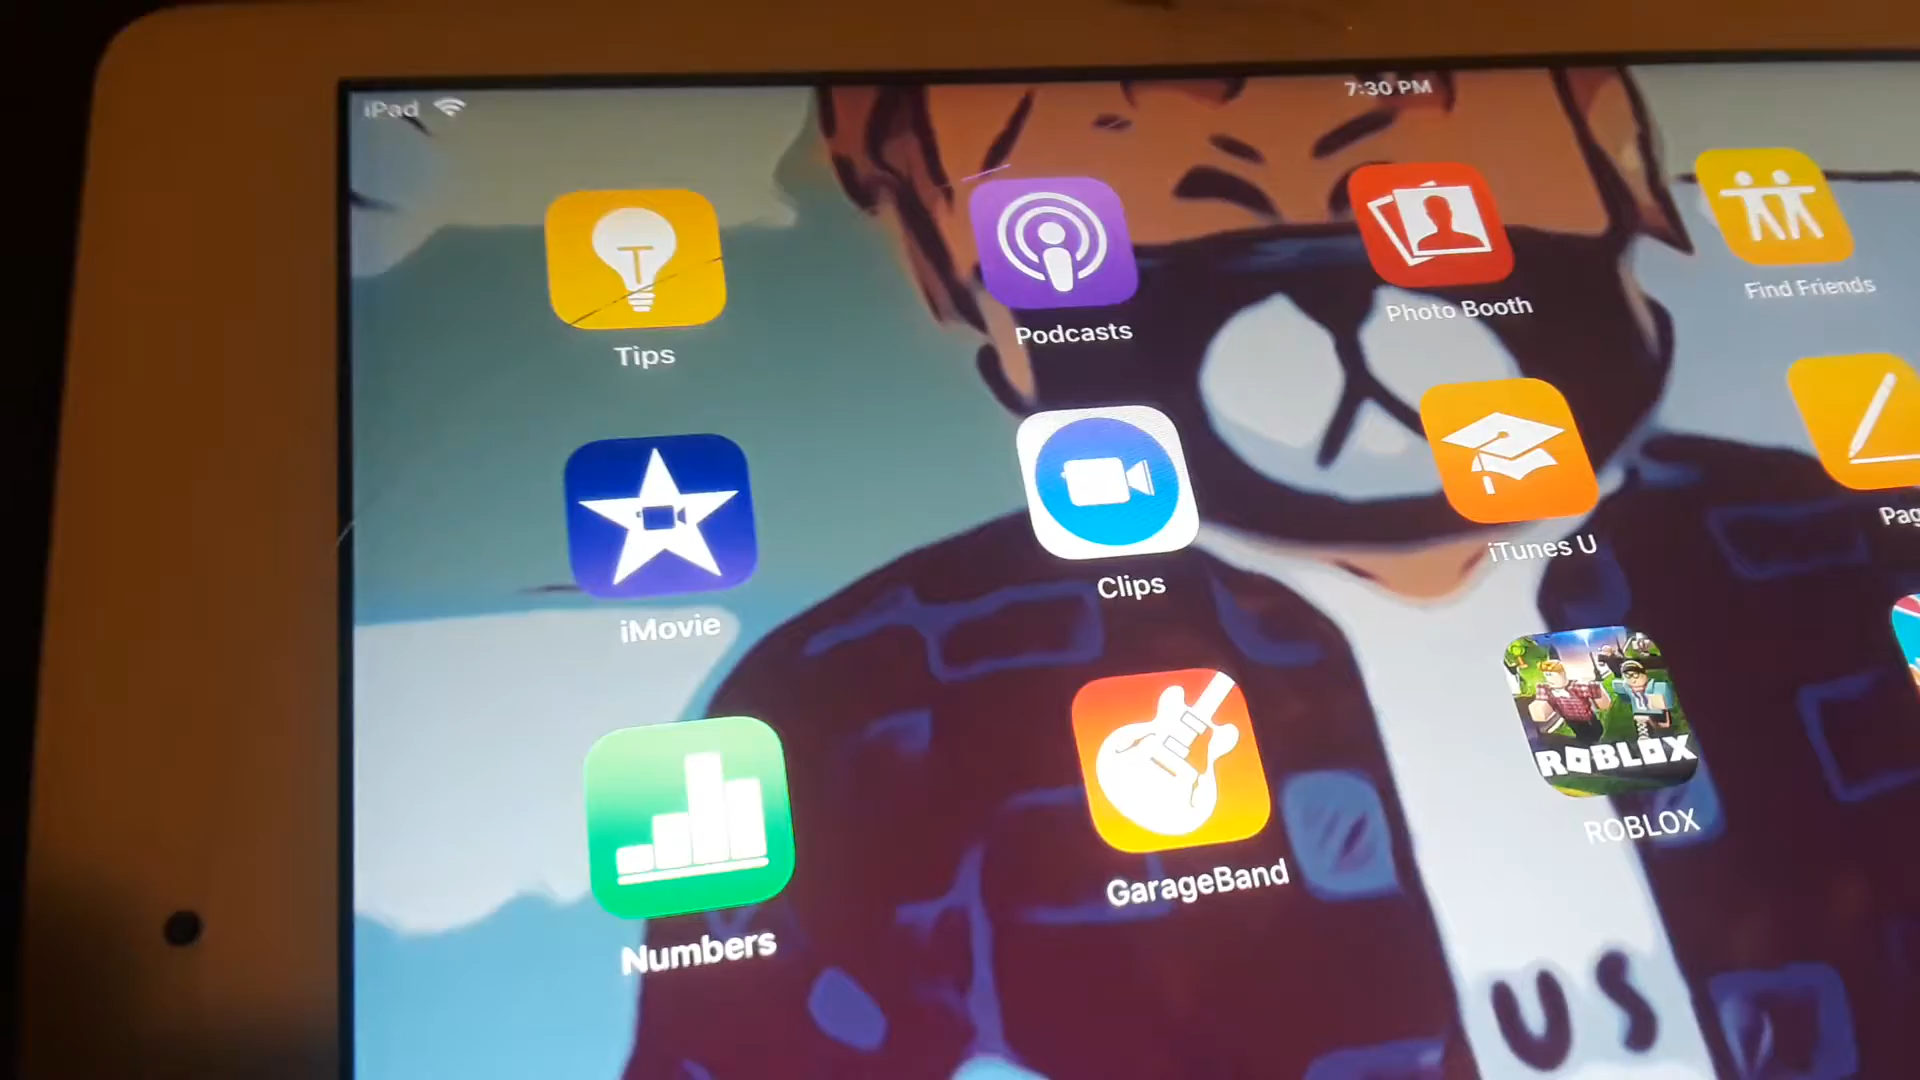 iPad
7:30 PM
Tips
Podcasts
Photo Booth
Find Friends
iMovie
Clips
iTunes U
Pag
Numbers
GarageBand
ROBLOX
ROBLOX
US